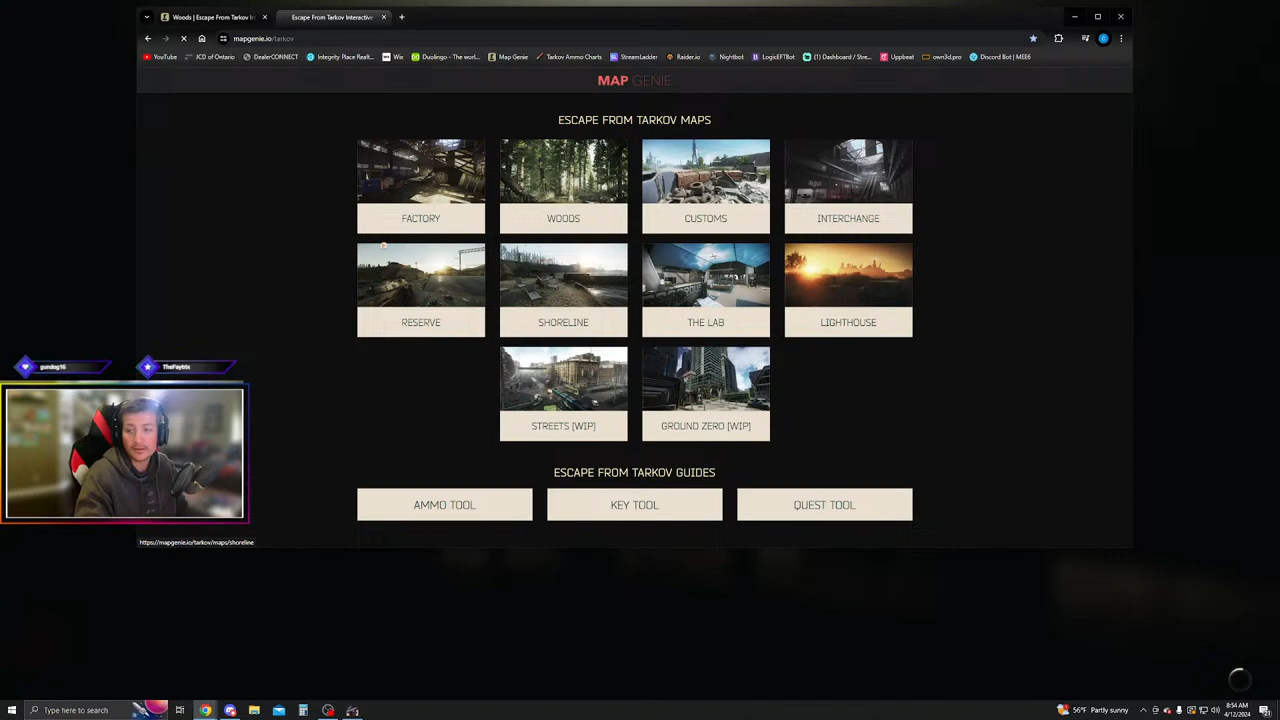 Woods | Escape From Tarkov In
Escape From Tarkov Interactive
mapgenie.io/tarkov
YouTube
JCD of Ontario
DealerCONNECT
Integrity Place Realt...
Wix
Duolingo - The worl...
Map Genie
Tarkov Ammo Charts
StreamLadder
Raider.io
Nightbot
LogicEFTBot
(1) Dashboard / Stre...
Uppbeat
own3d.pro
Discord Bot | MEE6
MAP GENIE
ESCAPE FROM TARKOV MAPS
FACTORY
WOODS
CUSTOMS
INTERCHANGE
RESERVE
SHORELINE
THE LAB
LIGHTHOUSE
STREETS [WIP]
GROUND ZERO [WIP]
ESCAPE FROM TARKOV GUIDES
AMMO TOOL
KEY TOOL
QUEST TOOL
gundog16
TheFaytrix
https://mapgenie.io/tarkov/maps/shoreline
Type here to search
56°F Partly sunny
8:54 AM
4/12/2024